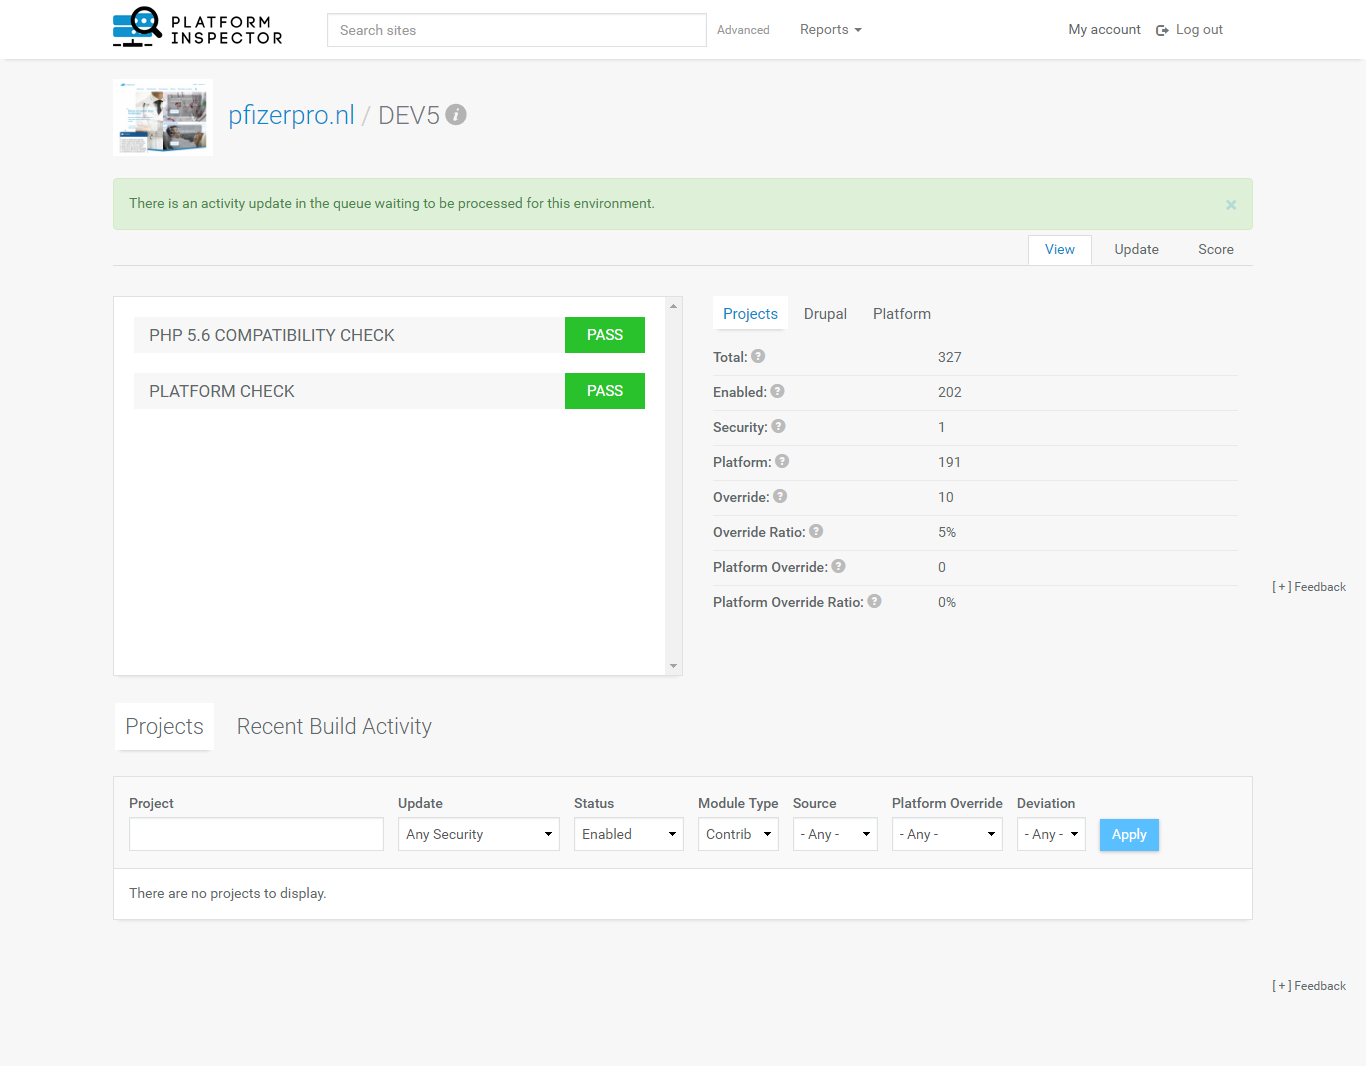 PLATFORM
INSPECTOR
Search sites
Advanced
Reports
My account
Log out
pfizerpro.nl / DEV5
There is an activity update in the queue waiting to be processed for this environment.
×
View
Update
Score
PHP 5.6 COMPATIBILITY CHECK
PASS
PLATFORM CHECK
PASS
Projects
Drupal
Platform
Total: 327
Enabled: 202
Security: 1
Platform: 191
Override: 10
Override Ratio: 5%
Platform Override: 0
Platform Override Ratio: 0%
[ + ] Feedback
Projects
Recent Build Activity
Project
Update
Status
Module Type
Source
Platform Override
Deviation
Any Security
Enabled
Contrib
- Any -
- Any -
- Any -
Apply
There are no projects to display.
[ + ] Feedback